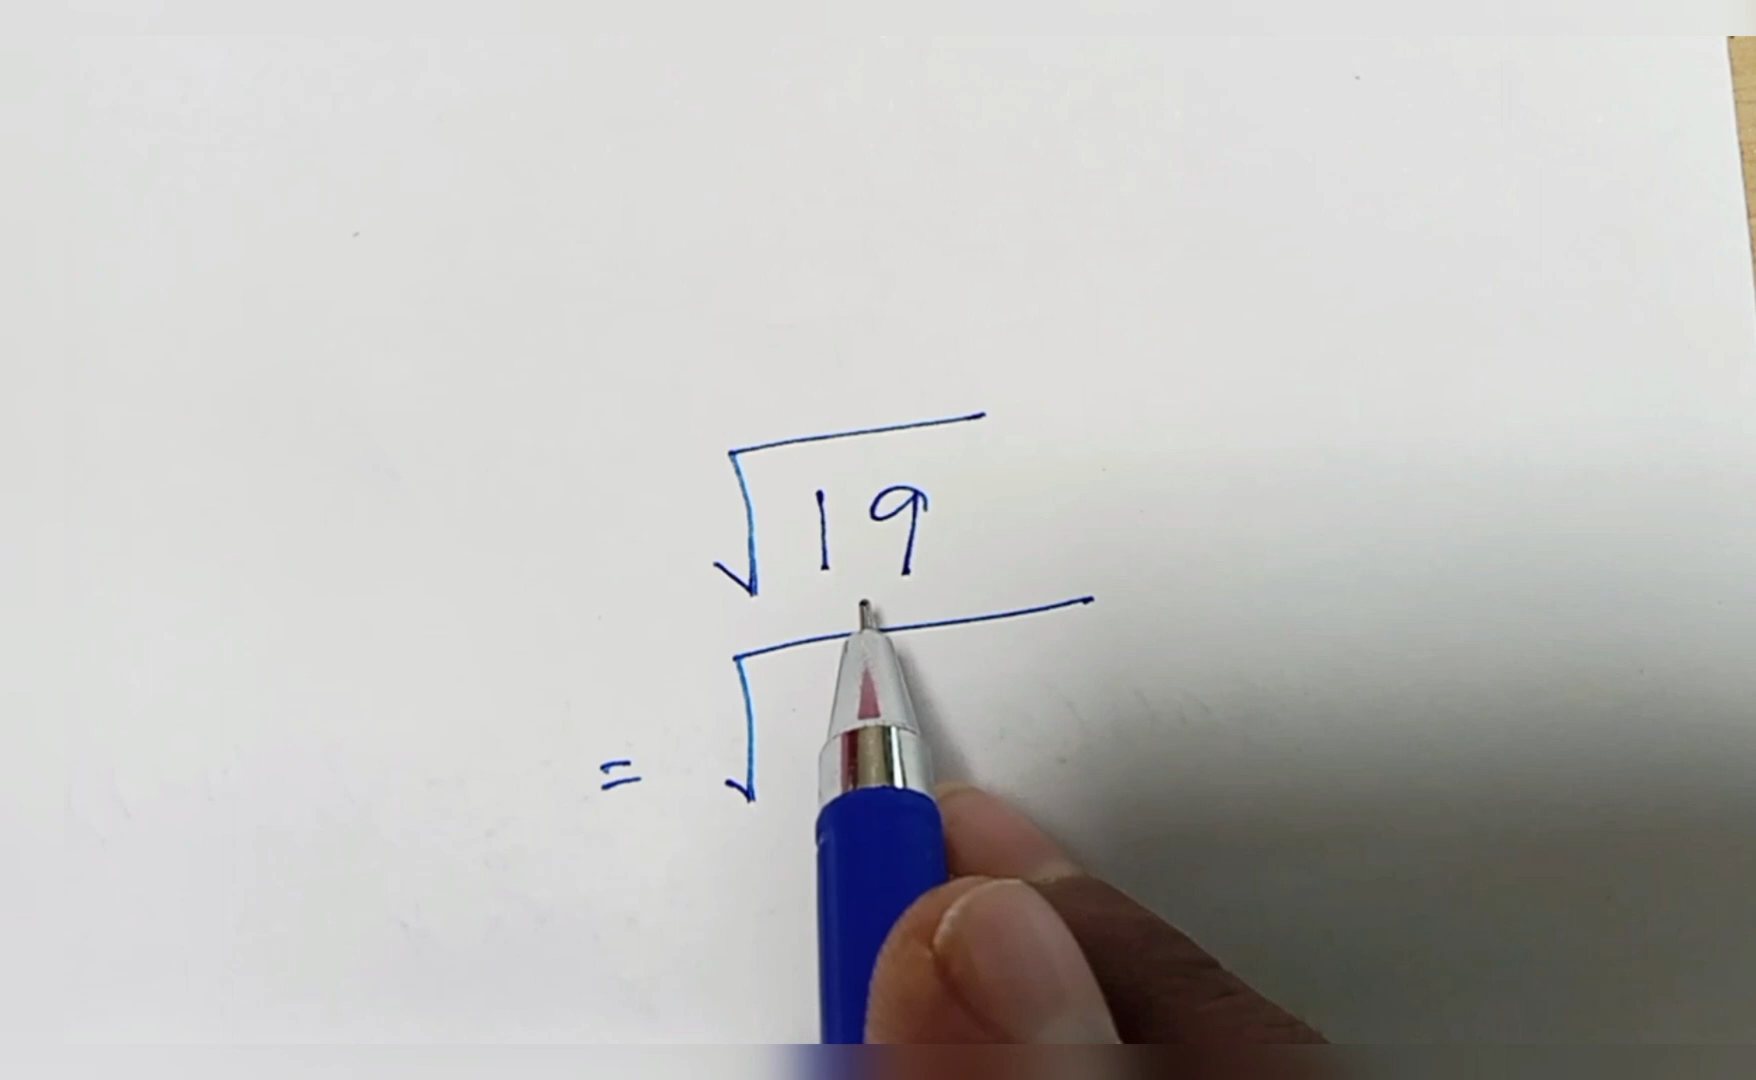 √19
= √